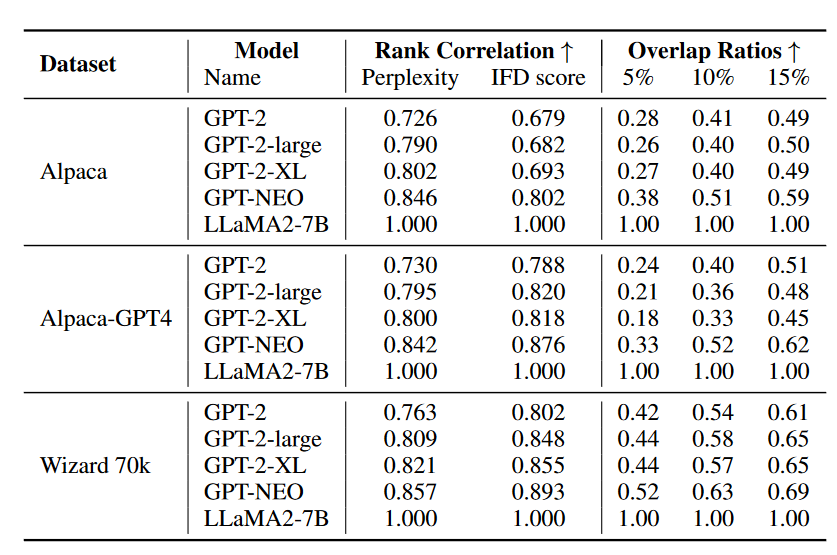 Dataset Model Rank Correlation ↑ Overlap Ratios ↑
Name Perplexity IFD score 5% 10% 15%
GPT-2 0.726 0.679 0.28 0.41 0.49
GPT-2-large 0.790 0.682 0.26 0.40 0.50
Alpaca GPT-2-XL 0.802 0.693 0.27 0.40 0.49
GPT-NEO 0.846 0.802 0.38 0.51 0.59
LLaMA2-7B 1.000 1.000 1.00 1.00 1.00
GPT-2 0.730 0.788 0.24 0.40 0.51
GPT-2-large 0.795 0.820 0.21 0.36 0.48
Alpaca-GPT4 GPT-2-XL 0.800 0.818 0.18 0.33 0.45
GPT-NEO 0.842 0.876 0.33 0.52 0.62
LLaMA2-7B 1.000 1.000 1.00 1.00 1.00
GPT-2 0.763 0.802 0.42 0.54 0.61
GPT-2-large 0.809 0.848 0.44 0.58 0.65
Wizard 70k GPT-2-XL 0.821 0.855 0.44 0.57 0.65
GPT-NEO 0.857 0.893 0.52 0.63 0.69
LLaMA2-7B 1.000 1.000 1.00 1.00 1.00